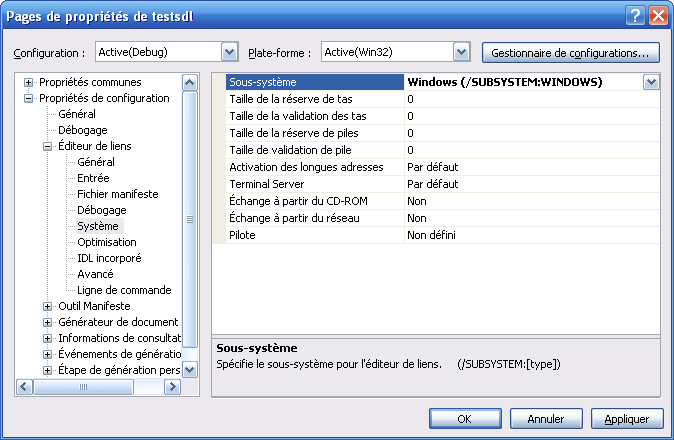 Pages de propriétés de testsdl
Configuration : Active(Debug) Plate-forme : Active(Win32) Gestionnaire de configurations...
Propriétés communes
Propriétés de configuration
Général
Débogage
Éditeur de liens
Général
Entrée
Fichier manifeste
Débogage
Système
Optimisation
IDL incorporé
Avancé
Ligne de commande
Outil Manifeste
Générateur de document
Informations de consultat
Événements de génératio
Étape de génération pers
Sous-système Windows (/SUBSYSTEM:WINDOWS)
Taille de la réserve de tas 0
Taille de la validation des tas 0
Taille de la réserve de piles 0
Taille de validation de pile 0
Activation des longues adresses Par défaut
Terminal Server Par défaut
Échange à partir du CD-ROM Non
Échange à partir du réseau Non
Pilote Non défini
Sous-système
Spécifie le sous-système pour l'éditeur de liens. (/SUBSYSTEM:[type])
OK Annuler Appliquer